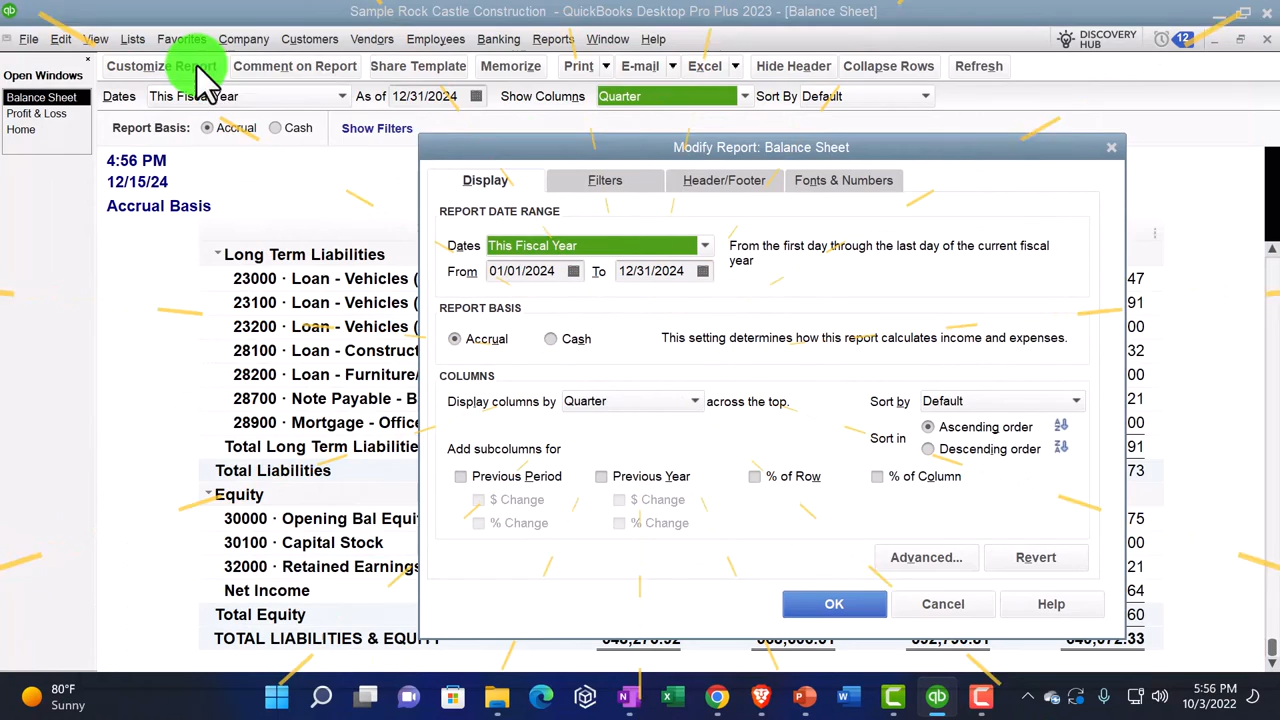 Sample Rock Castle Construction - QuickBooks Desktop Pro Plus 2023 - [Balance Sheet]
File Edit View Lists Favorites Company Customers Vendors Employees Banking Reports Window Help
DISCOVERY HUB 12
Open Windows
Balance Sheet
Profit & Loss
Home
Customize Report Comment on Report Share Template Memorize Print E-mail Excel Hide Header Collapse Rows Refresh
Dates This Fiscal Year As of 12/31/2024 Show Columns Quarter Sort By Default
Report Basis: Accrual Cash Show Filters
4:56 PM
12/15/24
Accrual Basis
Long Term Liabilities
23000 · Loan - Vehicles ( 47
23100 · Loan - Vehicles ( 91
23200 · Loan - Vehicles ( 00
28100 · Loan - Construct 32
28200 · Loan - Furniture/ 00
28700 · Note Payable - B 21
28900 · Mortgage - Office 00
Total Long Term Liabilitie 91
Total Liabilities 73
Equity
30000 · Opening Bal Equi 75
30100 · Capital Stock 00
32000 · Retained Earnings 21
Net Income 64
Total Equity 60
TOTAL LIABILITIES & EQUITY
Modify Report: Balance Sheet
Display Filters Header/Footer Fonts & Numbers
REPORT DATE RANGE
Dates This Fiscal Year From the first day through the last day of the current fiscal
year
From 01/01/2024 To 12/31/2024
REPORT BASIS
Accrual Cash This setting determines how this report calculates income and expenses.
COLUMNS
Display columns by Quarter across the top. Sort by Default
Sort in Ascending order
Descending order
Add subcolumns for
Previous Period Previous Year % of Row % of Column
$ Change $ Change
% Change % Change
Advanced... Revert
OK Cancel Help
80°F
Sunny
5:56 PM
10/3/2022